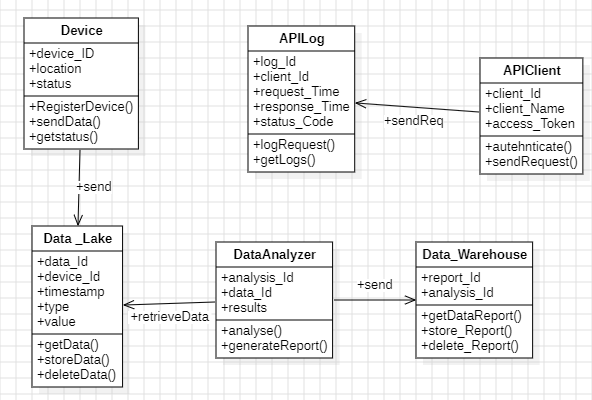 Device
+device_ID
+location
+status
+RegisterDevice()
+sendData()
+getstatus()
APILog
+log_Id
+client_Id
+request_Time
+response_Time
+status_Code
+logRequest()
+getLogs()
APIClient
+client_Id
+client_Name
+access_Token
+autehnticate()
+sendRequest()
+sendReq
+send
Data _Lake
+data_Id
+device_Id
+timestamp
+type
+value
+getData()
+storeData()
+deleteData()
+retrieveData
DataAnalyzer
+analysis_Id
+data_Id
+results
+analyse()
+generateReport()
+send
Data_Warehouse
+report_Id
+analysis_Id
+getDataReport()
+store_Report()
+delete_Report()